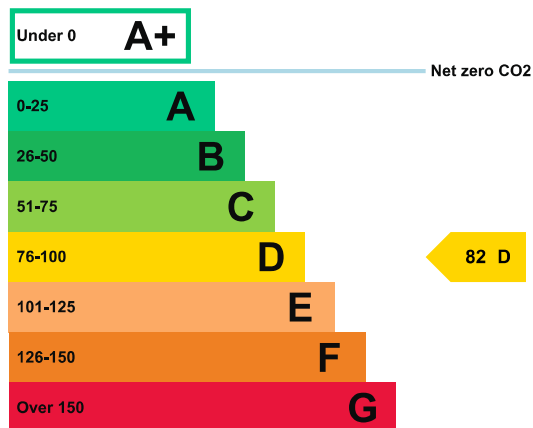 Under 0 A+
Net zero CO2
0-25 A
26-50 B
51-75 C
76-100 D
82 D
101-125 E
126-150 F
Over 150 G